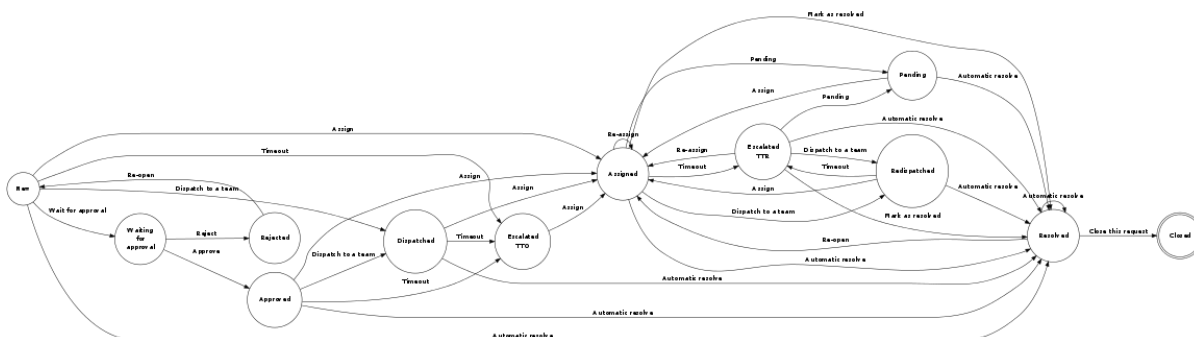 Mark as resolved
Pending
Pending
Automatic resolve
Assign
Pending
Automatic resolve
Assign
Re-assign
Escalated
TTR
Re-assign
Dispatch to a team
Timeout
Timeout
Timeout
Assigned
Redispatched
Re-open
Dispatch to a team
Assign
Assign
Assign
Automatic resolve
Automatic resolve
New
Wait for approval
Assign
Dispatch to a team
Mark as resolved
Waiting
for
approval
Reject
Rejected
Dispatched
Timeout
Escalated
TTO
Re-open
Resolved
Close this request
Closed
Approve
Dispatch to a team
Automatic resolve
Timeout
Automatic resolve
Approved
Automatic resolve
Automatic resolve